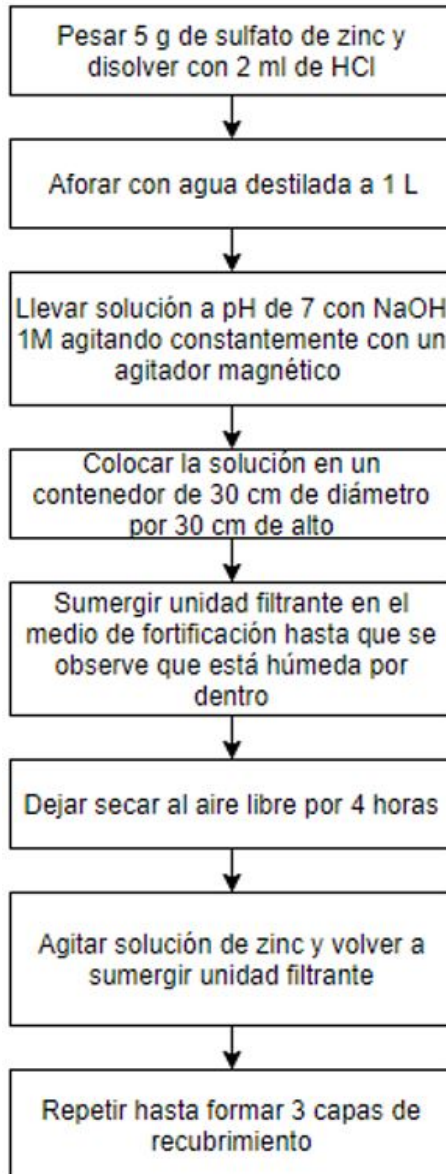 Pesar 5 g de sulfato de zinc y
disolver con 2 ml de HCl
Aforar con agua destilada a 1 L
Llevar solución a pH de 7 con NaOH
1M agitando constantemente con un
agitador magnético
Colocar la solución en un
contenedor de 30 cm de diámetro
por 30 cm de alto
Sumergir unidad filtrante en el
medio de fortificación hasta que se
observe que está húmeda por
dentro
Dejar secar al aire libre por 4 horas
Agitar solución de zinc y volver a
sumergir unidad filtrante
Repetir hasta formar 3 capas de
recubrimiento